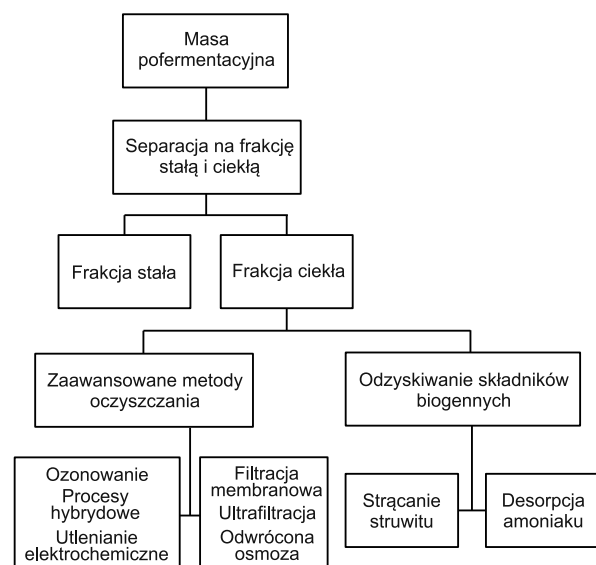 Masa
pofermentacyjna
Separacja na frakcję
stałą i ciekłą
Frakcja stała
Frakcja ciekła
Zaawansowane metody
oczyszczania
Odzyskiwanie składników
biogennych
Ozonowanie
Procesy
hybrydowe
Utlenianie
elektrochemiczne
Filtracja
membranowa
Ultrafiltracja
Odwrócona
osmoza
Strącanie
struwitu
Desorpcja
amoniaku